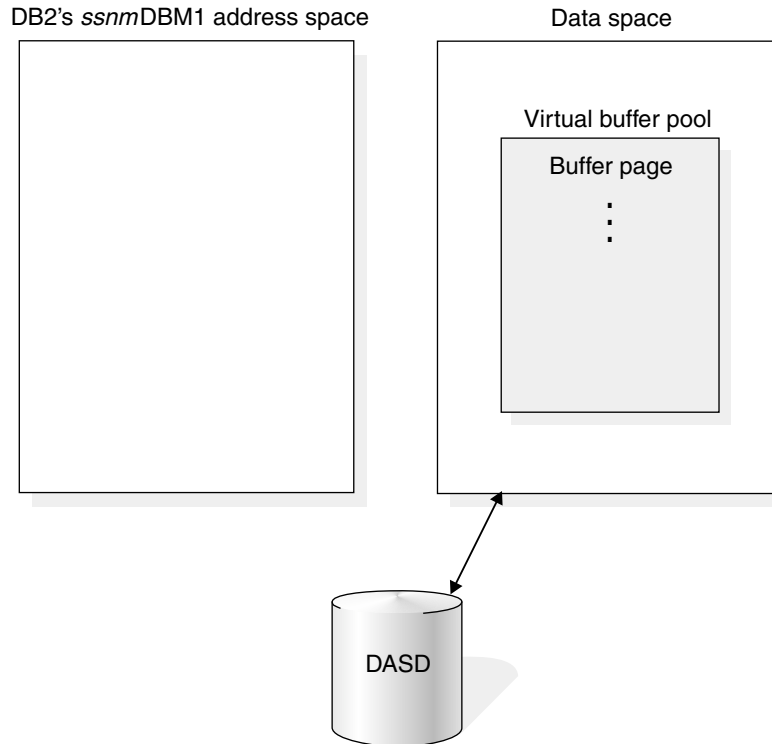 DB2's ssnmDBM1 address space
Data space
Virtual buffer pool
Buffer page
DASD